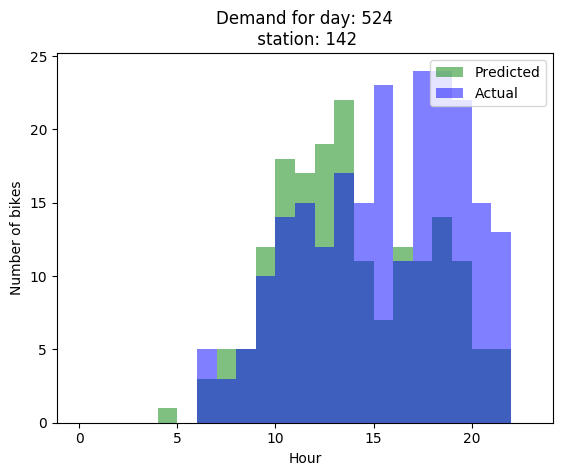 Demand for day: 524
station: 142
Predicted
Actual
Number of bikes
25
20
15
10
5
0
0
5
10
15
20
Hour